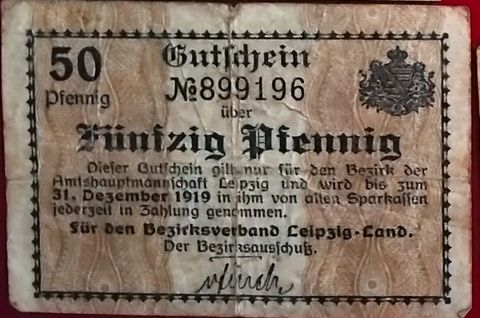 50
Pfennig
Gutschein
№899196
über
Fünfzig Pfennig
Dieser Gutschein gilt nur für den Bezirk der
Amtshauptmannschaft Leipzig und wird bis zum
31. Dezember 1919 in ihm von allen Sparkassen
jederzeit in Zahlung genommen.
Für den Bezirksverband Leipzig-Land.
Der Bezirksausschuß.